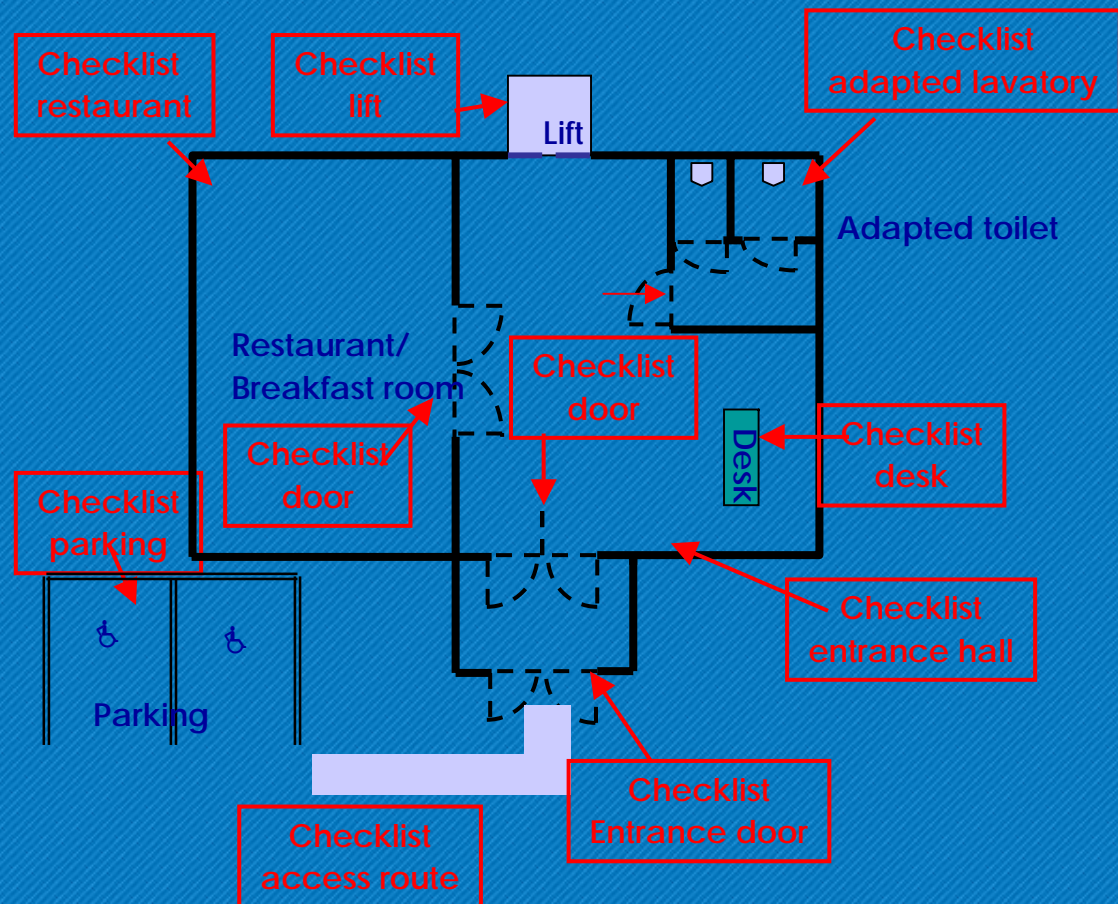 Checklist
restaurant
Checklist
lift
Checklist
adapted lavatory
Lift
Adapted toilet
Restaurant/
Breakfast room
Checklist
door
Checklist
door
Desk
Checklist
desk
Checklist
parking
Checklist
entrance hall
Parking
Checklist
Entrance door
Checklist
access route